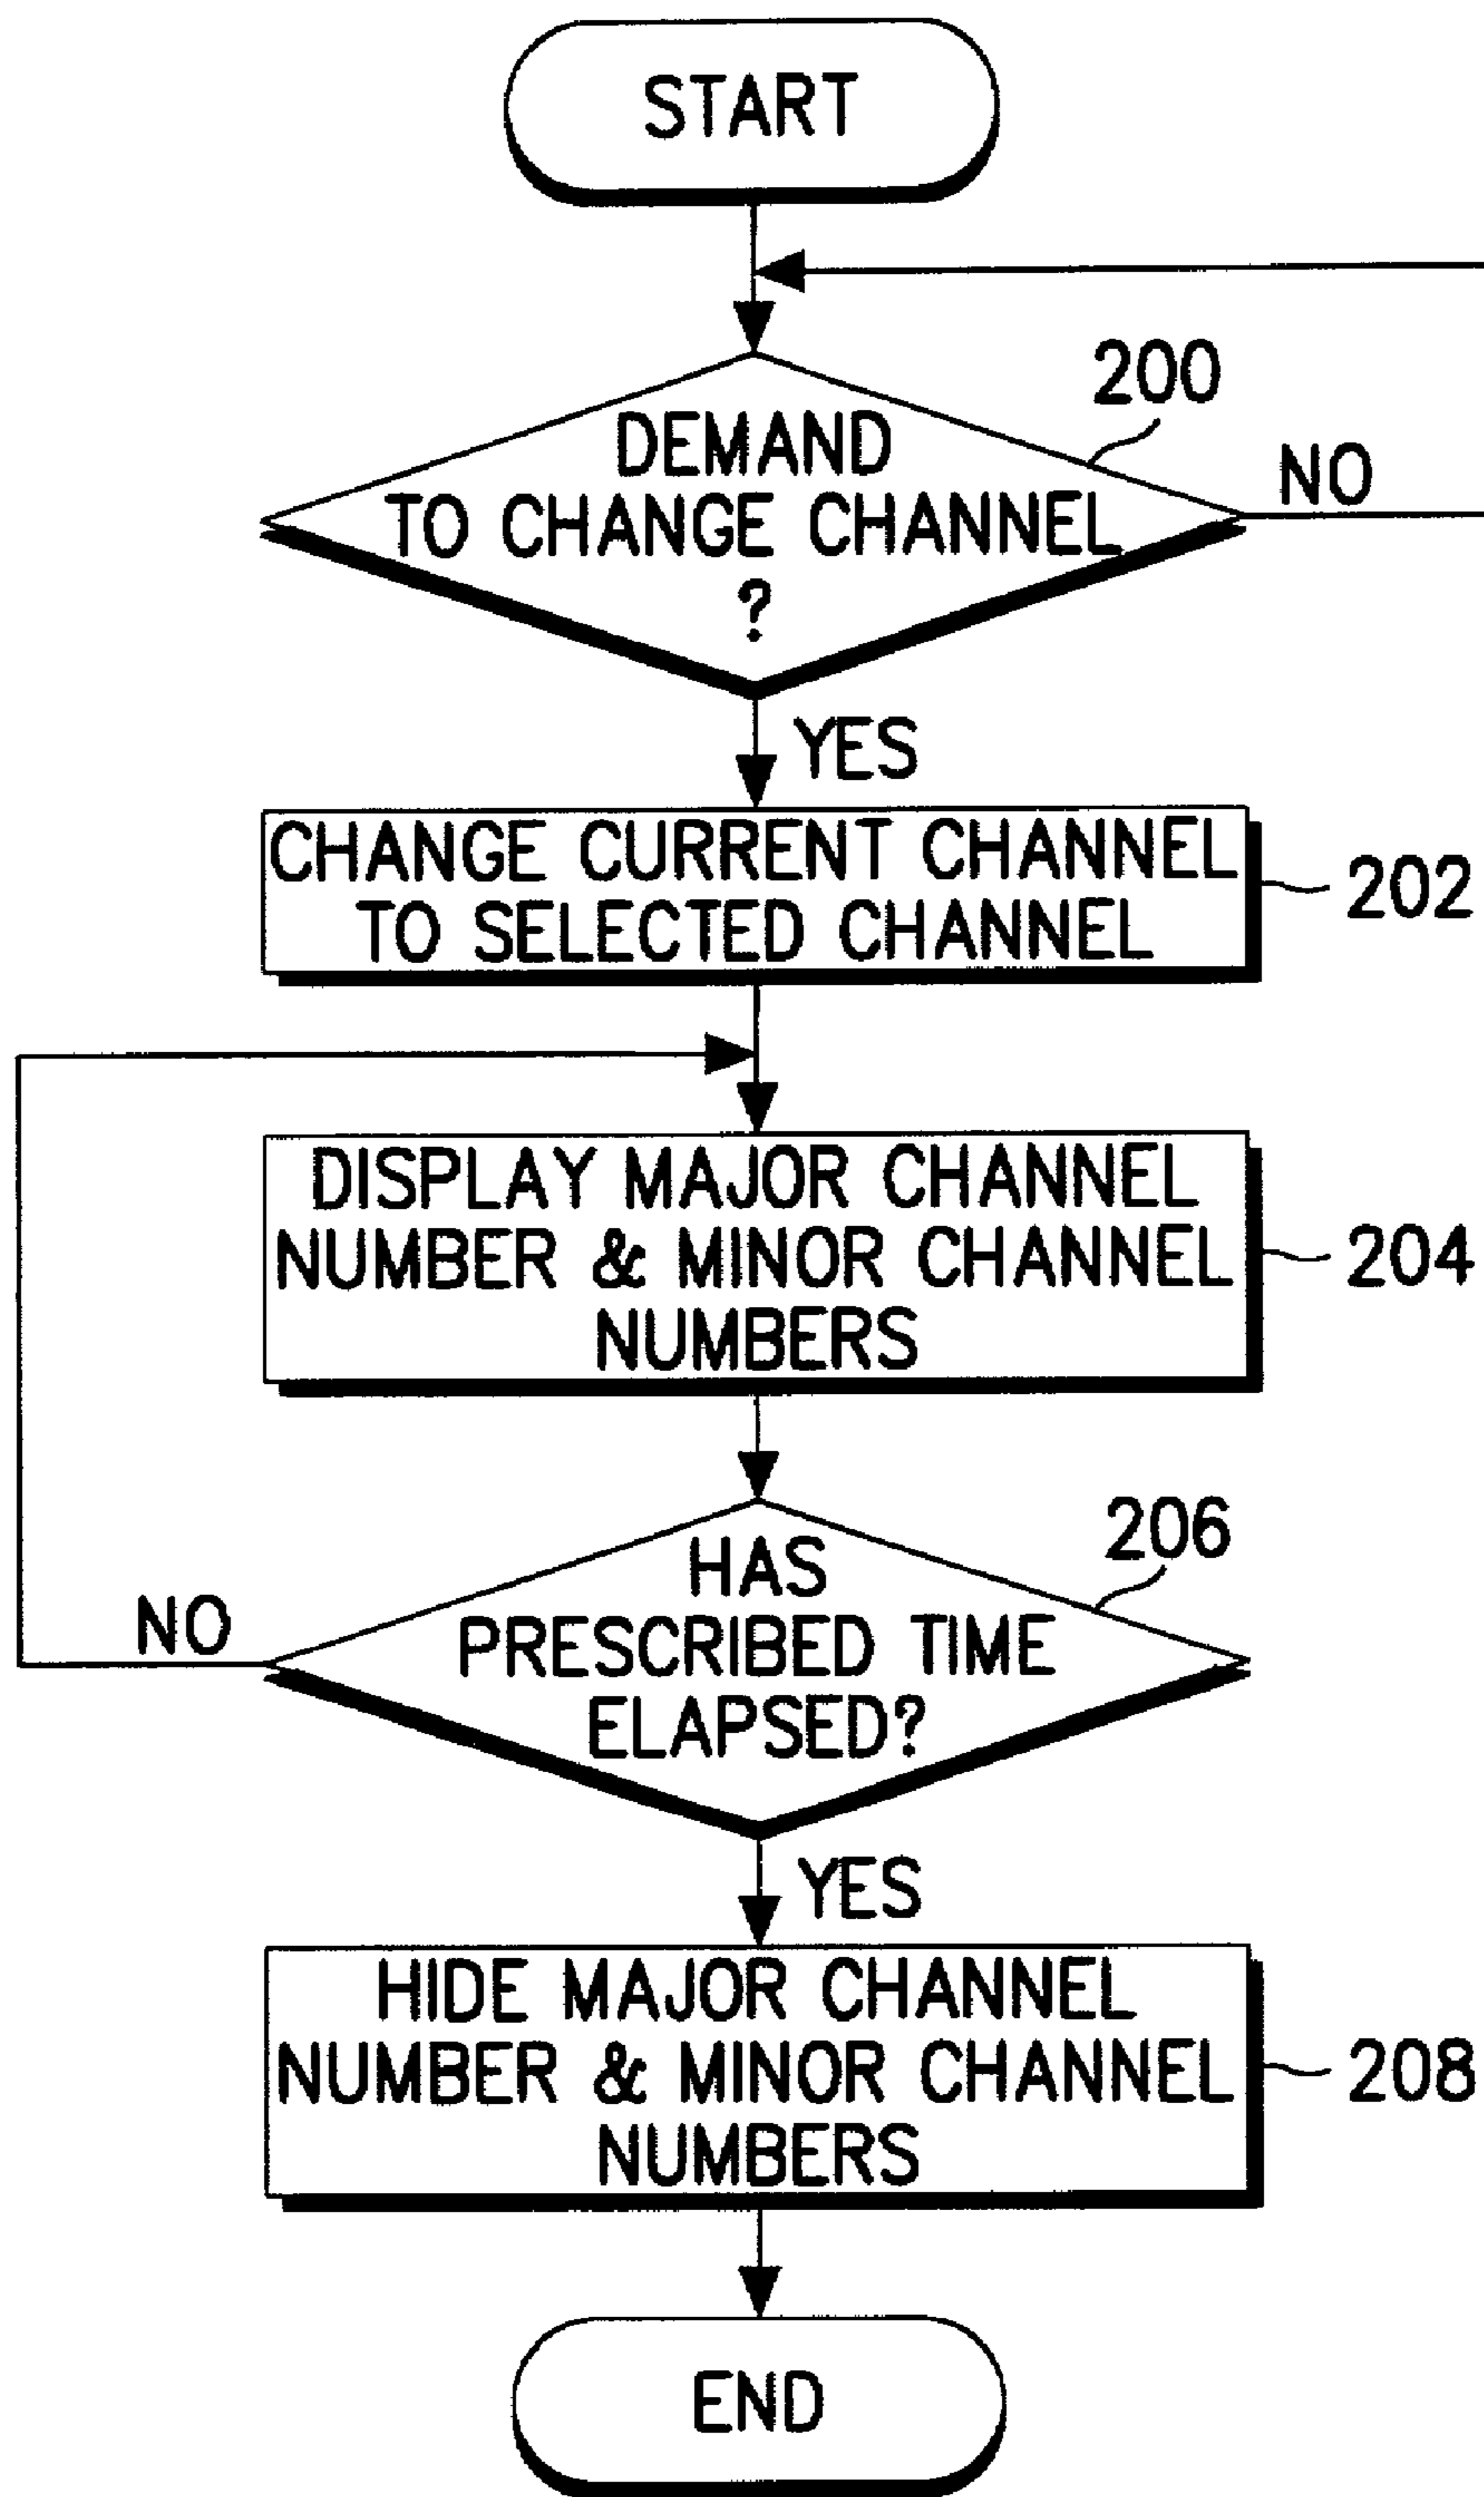 START
200
DEMAND
TO CHANGE CHANNEL
?
NO
YES
CHANGE CURRENT CHANNEL
TO SELECTED CHANNEL
202
DISPLAY MAJOR CHANNEL
NUMBER & MINOR CHANNEL
NUMBERS
204
206
HAS
PRESCRIBED TIME
ELAPSED?
NO
YES
HIDE MAJOR CHANNEL
NUMBER & MINOR CHANNEL
NUMBERS
208
END